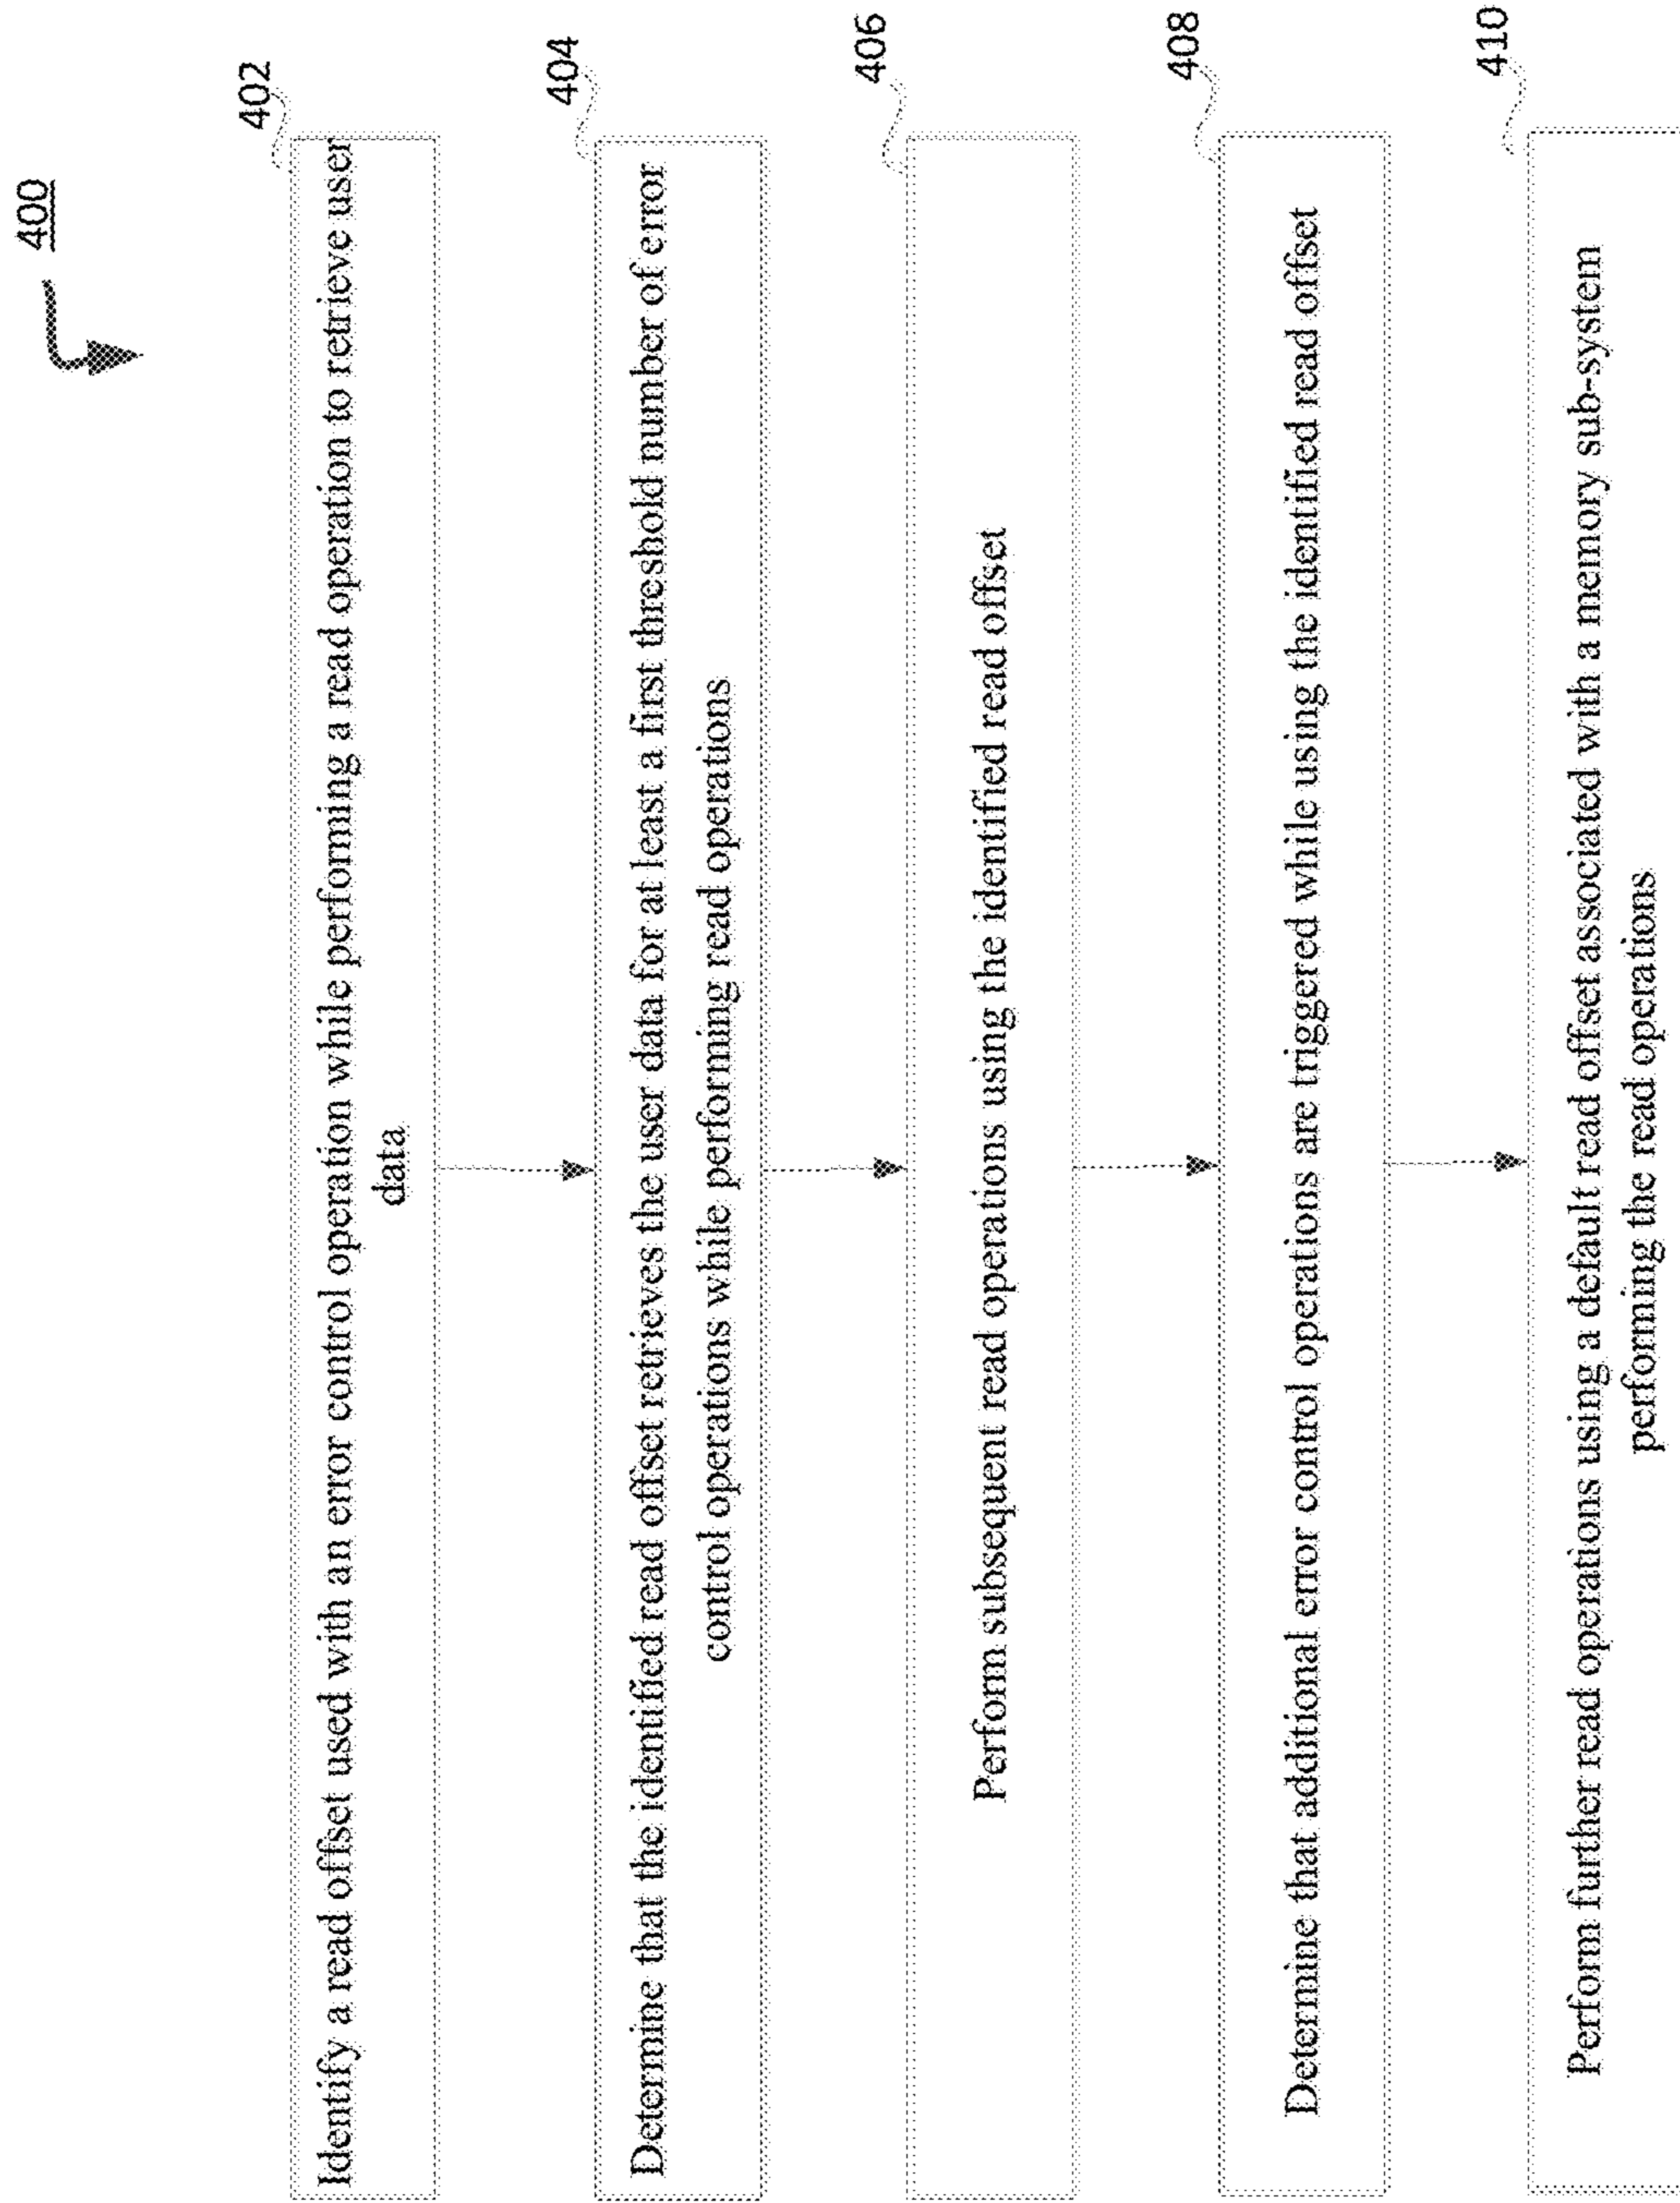 400
402
Identify a read offset used with an error control operation while performing a read operation to retrieve user
data
404
Determine that the identified read offset retrieves the user data for at least a first threshold number of error
control operations while performing read operations
406
Perform subsequent read operations using the identified read offset
408
Determine that additional error control operations are triggered while using the identified read offset
410
Perform further read operations using a default read offset associated with a memory sub-system
performing the read operations